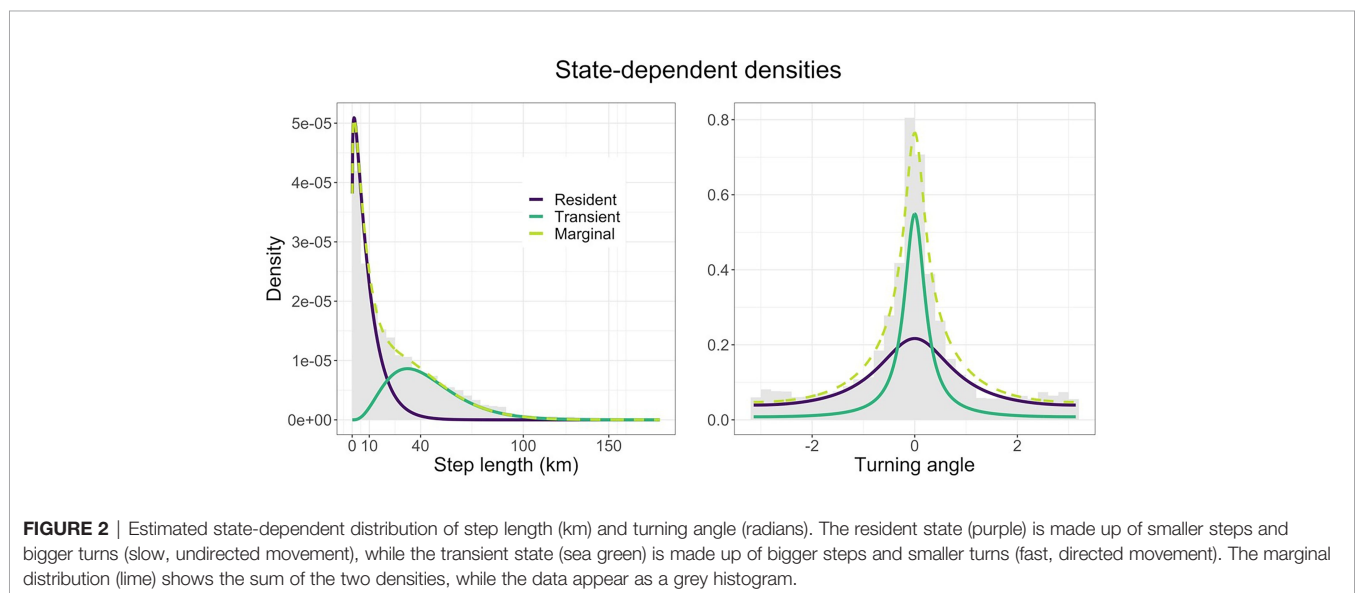 State-dependent densities
Density
5e-05
4e-05
3e-05
2e-05
1e-05
0e+00
0 10 40 100 150
Step length (km)
Resident
Transient
Marginal
0.8
0.6
0.4
0.2
0.0
-2 0 2
Turning angle
FIGURE 2 | Estimated state-dependent distribution of step length (km) and turning angle (radians). The resident state (purple) is made up of smaller steps and
bigger turns (slow, undirected movement), while the transient state (sea green) is made up of bigger steps and smaller turns (fast, directed movement). The marginal
distribution (lime) shows the sum of the two densities, while the data appear as a grey histogram.